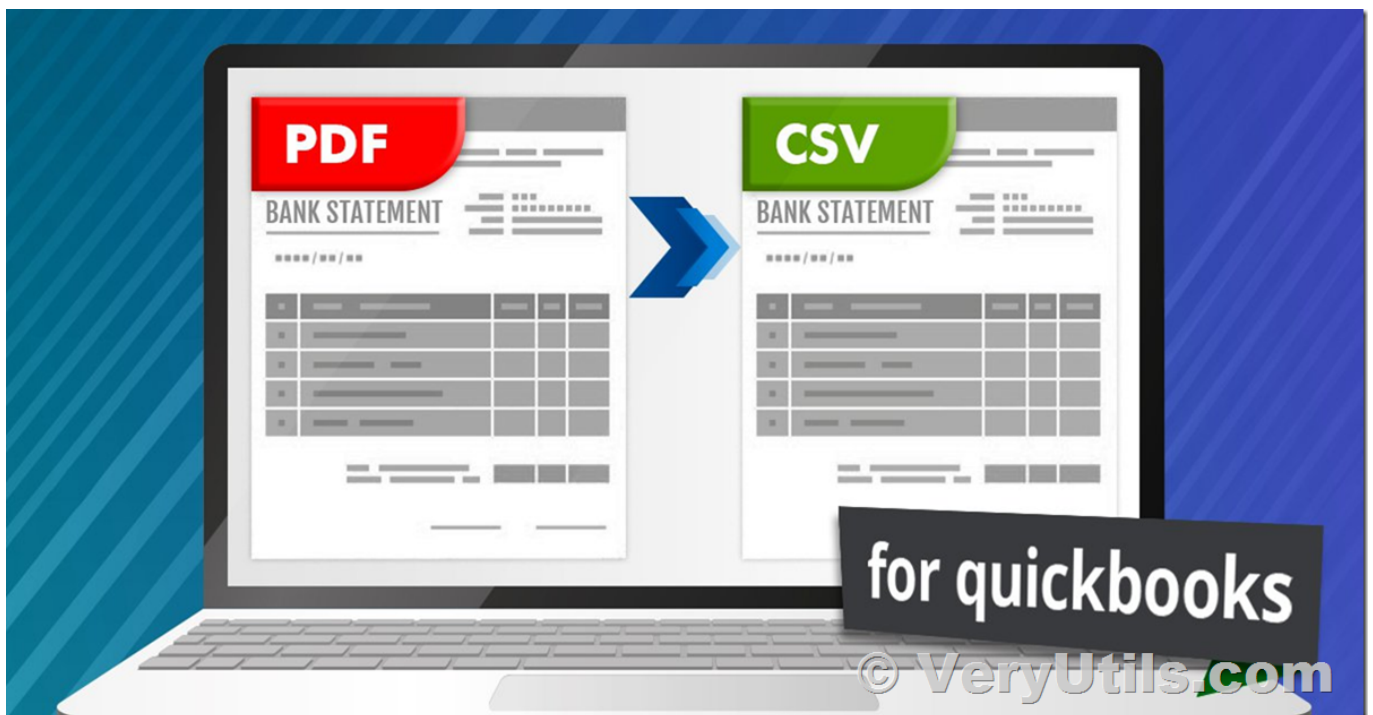 PDF
BANK STATEMENT
CSV
BANK STATEMENT
for quickbooks
© VeryUtils.com